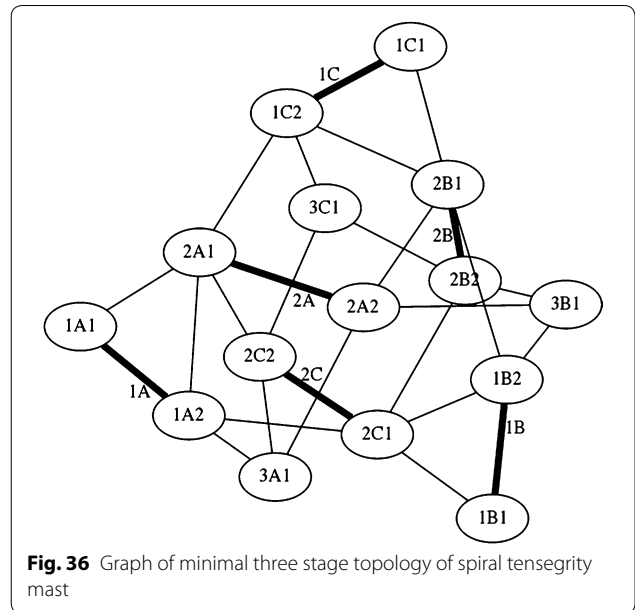 1C1
1C
1C2
2B1
3C1
2B
2A1
2B2
2A
2A2
3B1
1A1
2C2
2C
1B2
1A
1A2
2C1
1B
3A1
1B1
Fig. 36 Graph of minimal three stage topology of spiral tensegrity
mast